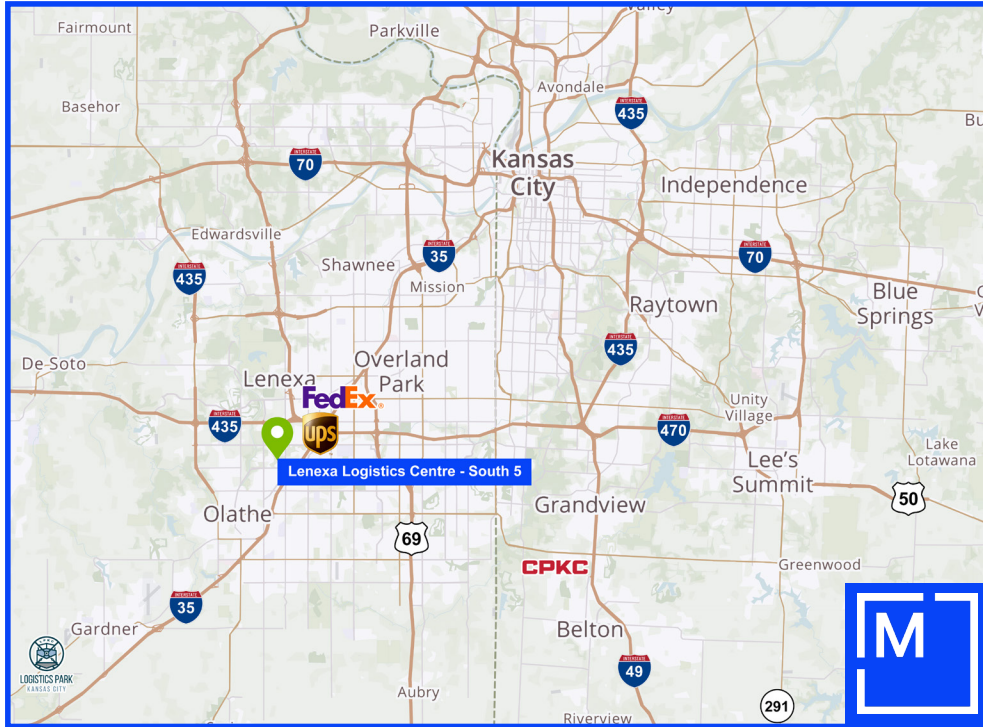 Valley
Fairmount
Parkville
Avondale
Basehor
INTERSTATE
435
Bu
INTERSTATE
70
Kansas
City
Independence
Edwardsville
INTERSTATE
35
INTERSTATE
70
Shawnee
INTERSTATE
435
Mission
Blue
Springs
Raytown
INTERSTATE
435
De Soto
Overland
Park
Lenexa
FedEx®
Unity
Village
INTERSTATE
435
ups
INTERSTATE
470
Lake
Lotawana
Lenexa Logistics Centre - South 5
Lee's
Summit
50
Olathe
Grandview
69
CPKC
Greenwood
INTERSTATE
35
Gardner
Belton
M
LOGISTICS PARK
KANSAS CITY
INTERSTATE
49
Aubry
291
Riverview